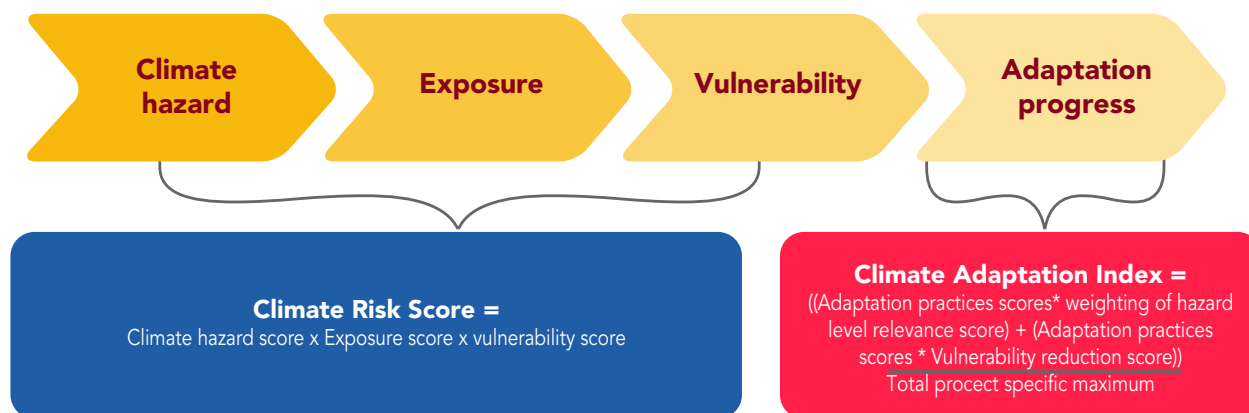 Climate
hazard
Exposure
Vulnerability
Adaptation
progress
Climate Risk Score =
Climate hazard score x Exposure score x vulnerability score
Climate Adaptation Index =
((Adaptation practices scores* weighting of hazard
level relevance score) + (Adaptation practices
scores * Vulnerability reduction score))
Total procect specific maximum